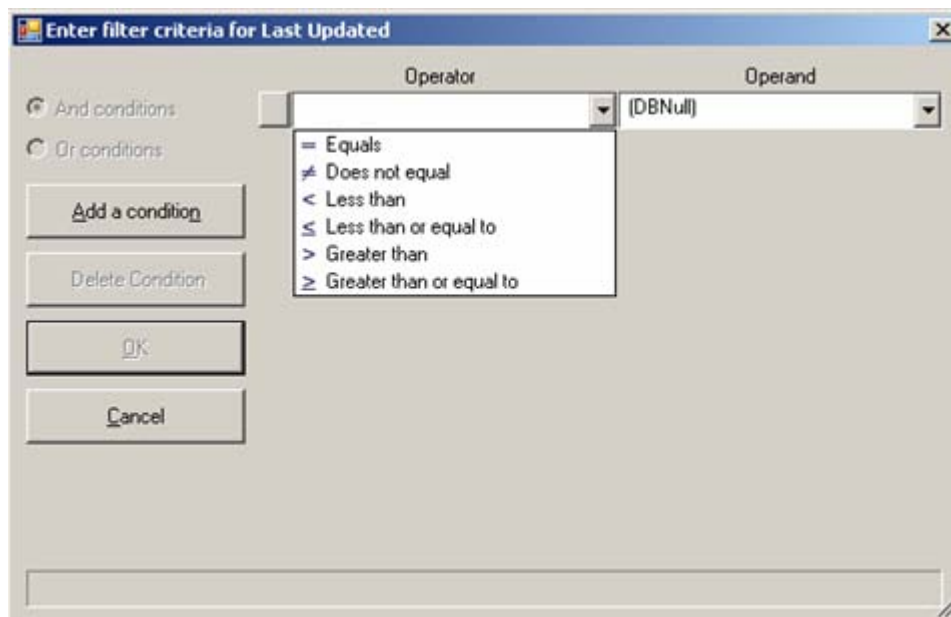 Enter filter criteria for Last Updated
Operator Operand
And conditions
(DBNull)
Or conditions
= Equals
≠ Does not equal
< Less than
≤ Less than or equal to
> Greater than
≥ Greater than or equal to
Add a condition
Delete Condition
OK
Cancel